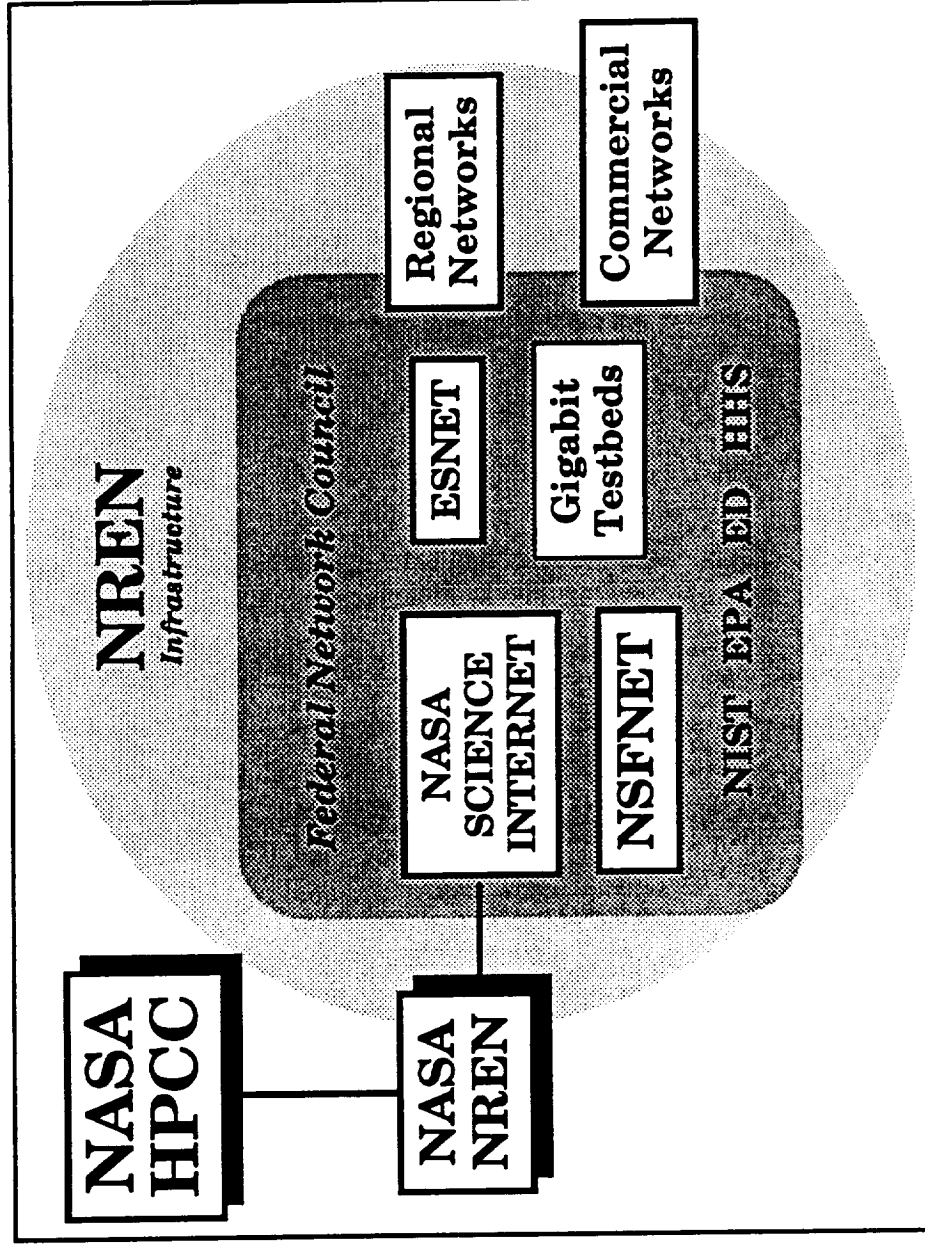 NREN
Infrastructure
NASA
HPCC
Federal Network Council
NASA
NREN
NASA
SCIENCE
INTERNET
ESNET
Regional
Networks
NSFNET
Gigabit
Testbeds
Commercial
Networks
NIST EPA ED HHS